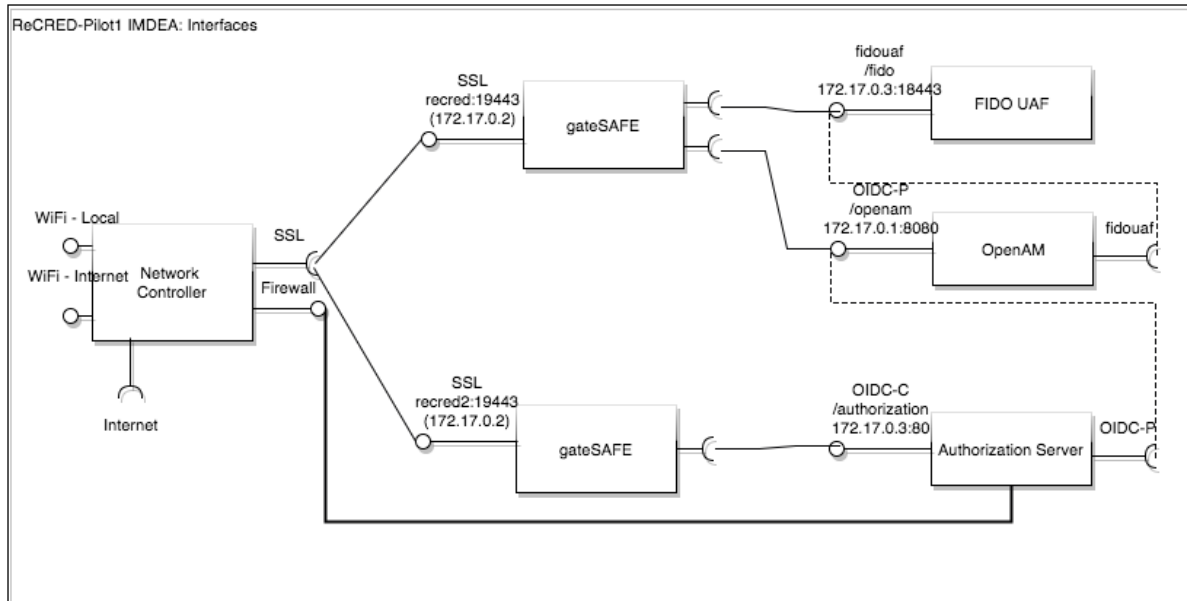 ReCRED-Pilot1 IMDEA: Interfaces
fidouaf
/fido
172.17.0.3:18443
FIDO UAF
SSL
recred:19443
(172.17.0.2)
gateSAFE
OIDC-P
/openam
172.17.0.1:8080
OpenAM
fidouaf
WiFi - Local
WiFi - Internet
Network
Controller
SSL
Firewall
Internet
SSL
recred2:19443
(172.17.0.2)
gateSAFE
OIDC-C
/authorization
172.17.0.3:80
Authorization Server
OIDC-P